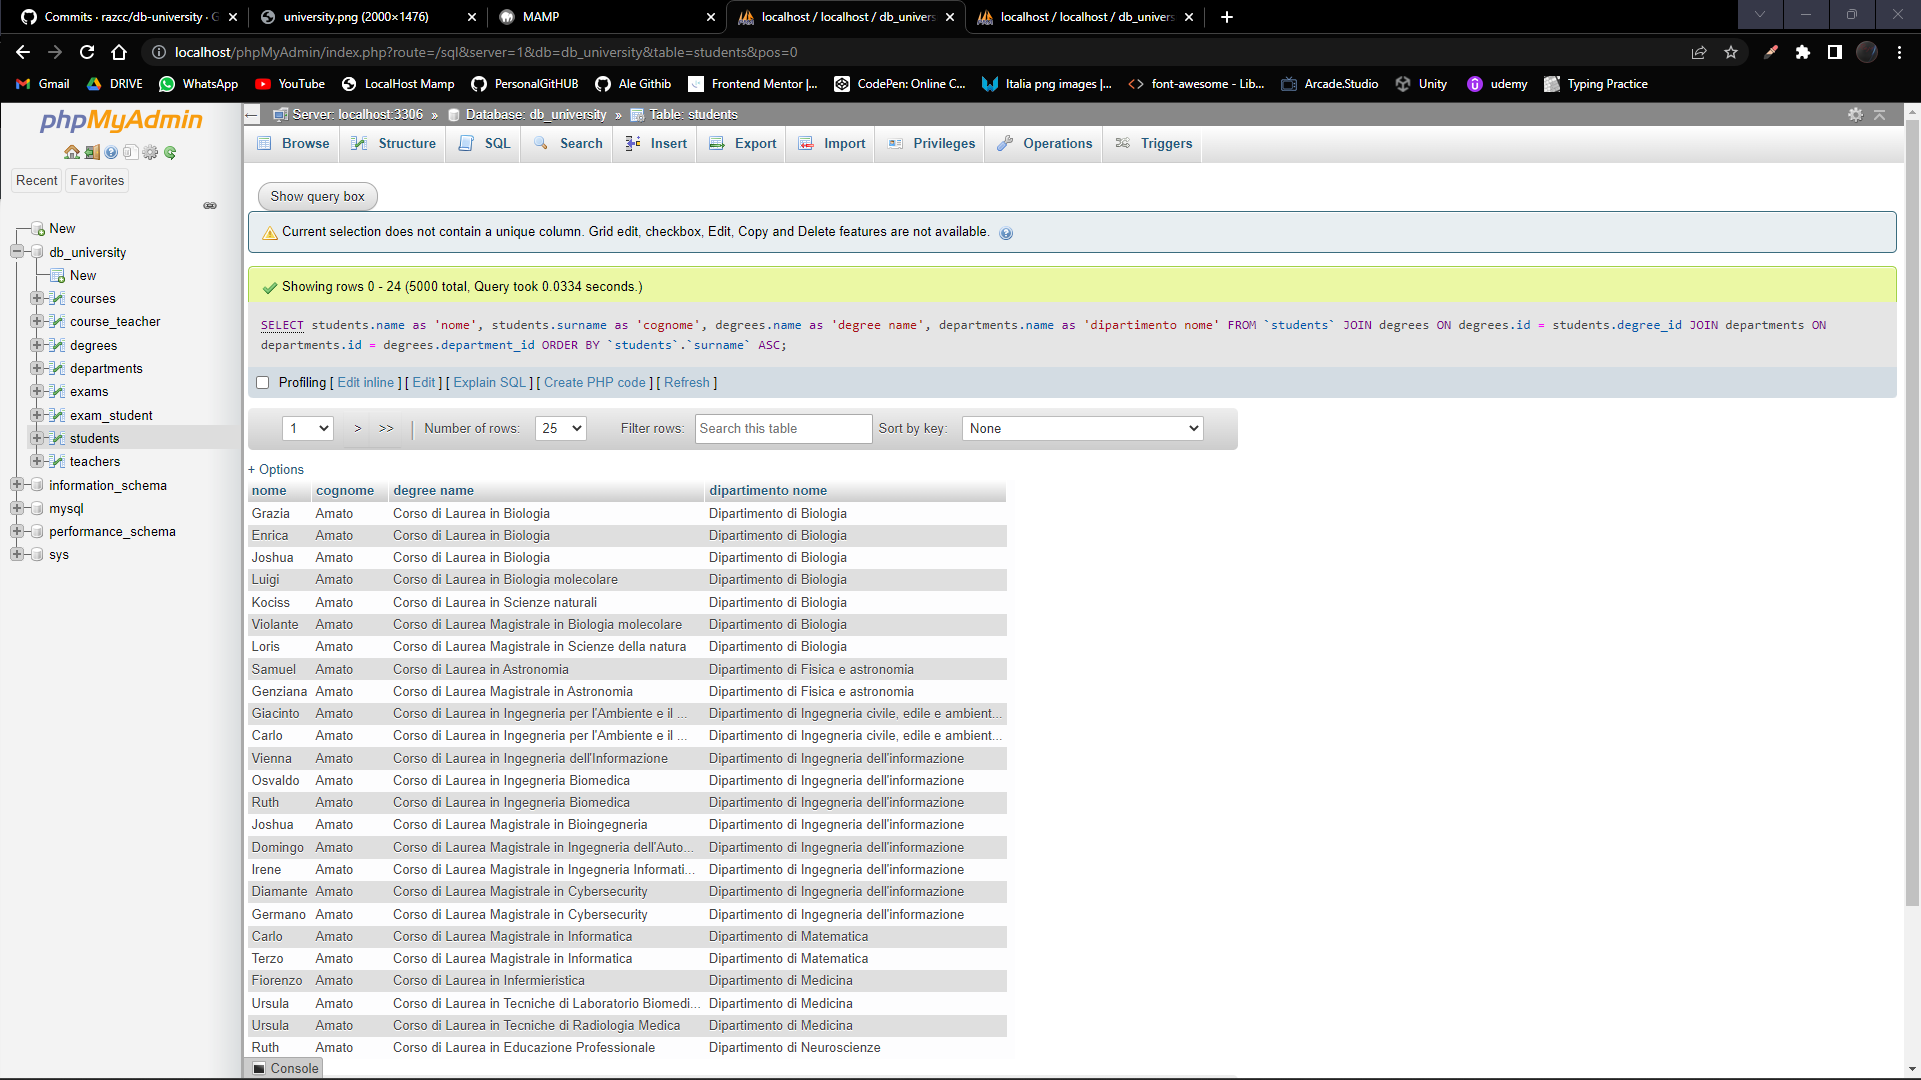 Commits · razcc/db-university · G
university.png (2000×1476)
MAMP
localhost / localhost / db_univers
localhost / localhost / db_univers
localhost/phpMyAdmin/index.php?route=/sql&server=1&db=db_university&table=students&pos=0
Gmail DRIVE WhatsApp YouTube LocalHost Mamp PersonalGitHUB Ale Githib Frontend Mentor |... CodePen: Online C... Italia png images |... font-awesome - Lib... Arcade.Studio Unity udemy Typing Practice
phpMyAdmin
Recent Favorites
New
db_university
New
courses
course_teacher
degrees
departments
exams
exam_student
students
teachers
information_schema
mysql
performance_schema
sys
Server: localhost:3306 » Database: db_university » Table: students
Browse Structure SQL Search Insert Export Import Privileges Operations Triggers
Show query box
Current selection does not contain a unique column. Grid edit, checkbox, Edit, Copy and Delete features are not available.
Showing rows 0 - 24 (5000 total, Query took 0.0334 seconds.)
SELECT students.name as 'nome', students.surname as 'cognome', degrees.name as 'degree name', departments.name as 'dipartimento nome' FROM `students` JOIN degrees ON degrees.id = students.degree_id JOIN departments ON
departments.id = degrees.department_id ORDER BY `students`.`surname` ASC;
Profiling [ Edit inline ] [ Edit ] [ Explain SQL ] [ Create PHP code ] [ Refresh ]
1 > >> | Number of rows: 25 Filter rows: Search this table Sort by key: None
+ Options
nome cognome degree name dipartimento nome
Grazia Amato Corso di Laurea in Biologia Dipartimento di Biologia
Enrica Amato Corso di Laurea in Biologia Dipartimento di Biologia
Joshua Amato Corso di Laurea in Biologia Dipartimento di Biologia
Luigi Amato Corso di Laurea in Biologia molecolare Dipartimento di Biologia
Kociss Amato Corso di Laurea in Scienze naturali Dipartimento di Biologia
Violante Amato Corso di Laurea Magistrale in Biologia molecolare Dipartimento di Biologia
Loris Amato Corso di Laurea Magistrale in Scienze della natura Dipartimento di Biologia
Samuel Amato Corso di Laurea in Astronomia Dipartimento di Fisica e astronomia
Genziana Amato Corso di Laurea Magistrale in Astronomia Dipartimento di Fisica e astronomia
Giacinto Amato Corso di Laurea in Ingegneria per l'Ambiente e il ... Dipartimento di Ingegneria civile, edile e ambient...
Carlo Amato Corso di Laurea in Ingegneria per l'Ambiente e il ... Dipartimento di Ingegneria civile, edile e ambient...
Vienna Amato Corso di Laurea in Ingegneria dell'Informazione Dipartimento di Ingegneria dell'informazione
Osvaldo Amato Corso di Laurea in Ingegneria Biomedica Dipartimento di Ingegneria dell'informazione
Ruth Amato Corso di Laurea in Ingegneria Biomedica Dipartimento di Ingegneria dell'informazione
Joshua Amato Corso di Laurea Magistrale in Bioingegneria Dipartimento di Ingegneria dell'informazione
Domingo Amato Corso di Laurea Magistrale in Ingegneria dell'Auto... Dipartimento di Ingegneria dell'informazione
Irene Amato Corso di Laurea Magistrale in Ingegneria Informati... Dipartimento di Ingegneria dell'informazione
Diamante Amato Corso di Laurea Magistrale in Cybersecurity Dipartimento di Ingegneria dell'informazione
Germano Amato Corso di Laurea Magistrale in Cybersecurity Dipartimento di Ingegneria dell'informazione
Carlo Amato Corso di Laurea Magistrale in Informatica Dipartimento di Matematica
Terzo Amato Corso di Laurea Magistrale in Informatica Dipartimento di Matematica
Fiorenzo Amato Corso di Laurea in Infermieristica Dipartimento di Medicina
Ursula Amato Corso di Laurea in Tecniche di Laboratorio Biomedi... Dipartimento di Medicina
Ursula Amato Corso di Laurea in Tecniche di Radiologia Medica Dipartimento di Medicina
Ruth Amato Corso di Laurea in Educazione Professionale Dipartimento di Neuroscienze
Console